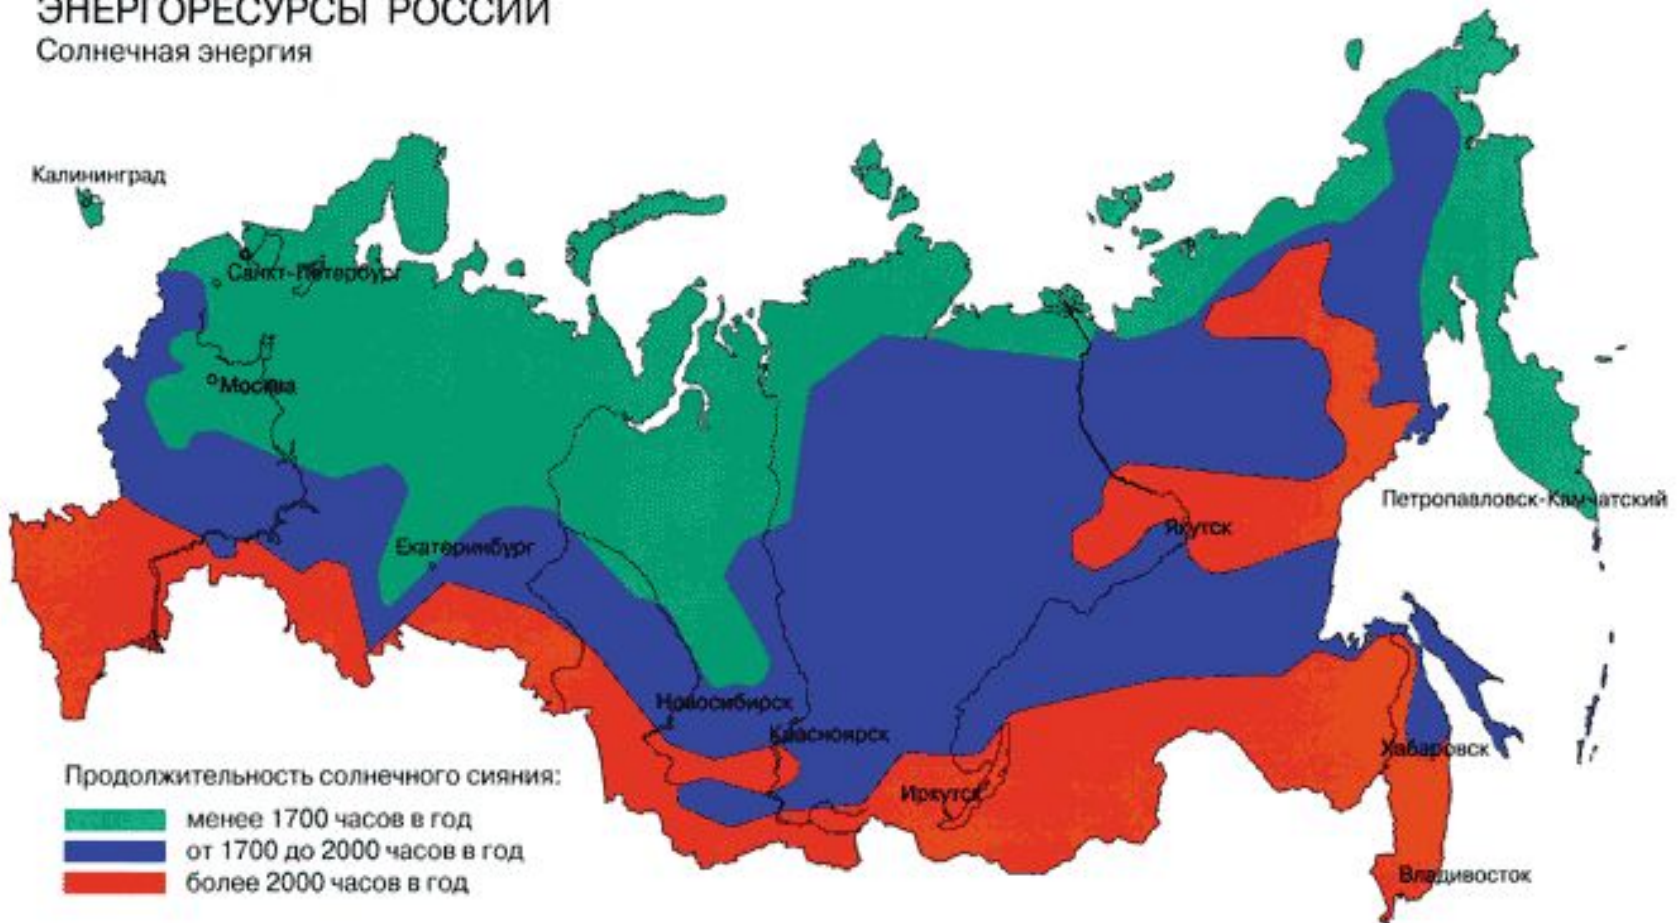 ЭНЕРГОРЕСУРСЫ РОССИИ
Солнечная энергия
Калининград
Санкт-Петербург
Москва
Петропавловск-Камчатский
Якутск
Екатеринбург
Новосибирск
Красноярск
Хабаровск
Иркутск
Владивосток
Продолжительность солнечного сияния:
менее 1700 часов в год
от 1700 до 2000 часов в год
более 2000 часов в год